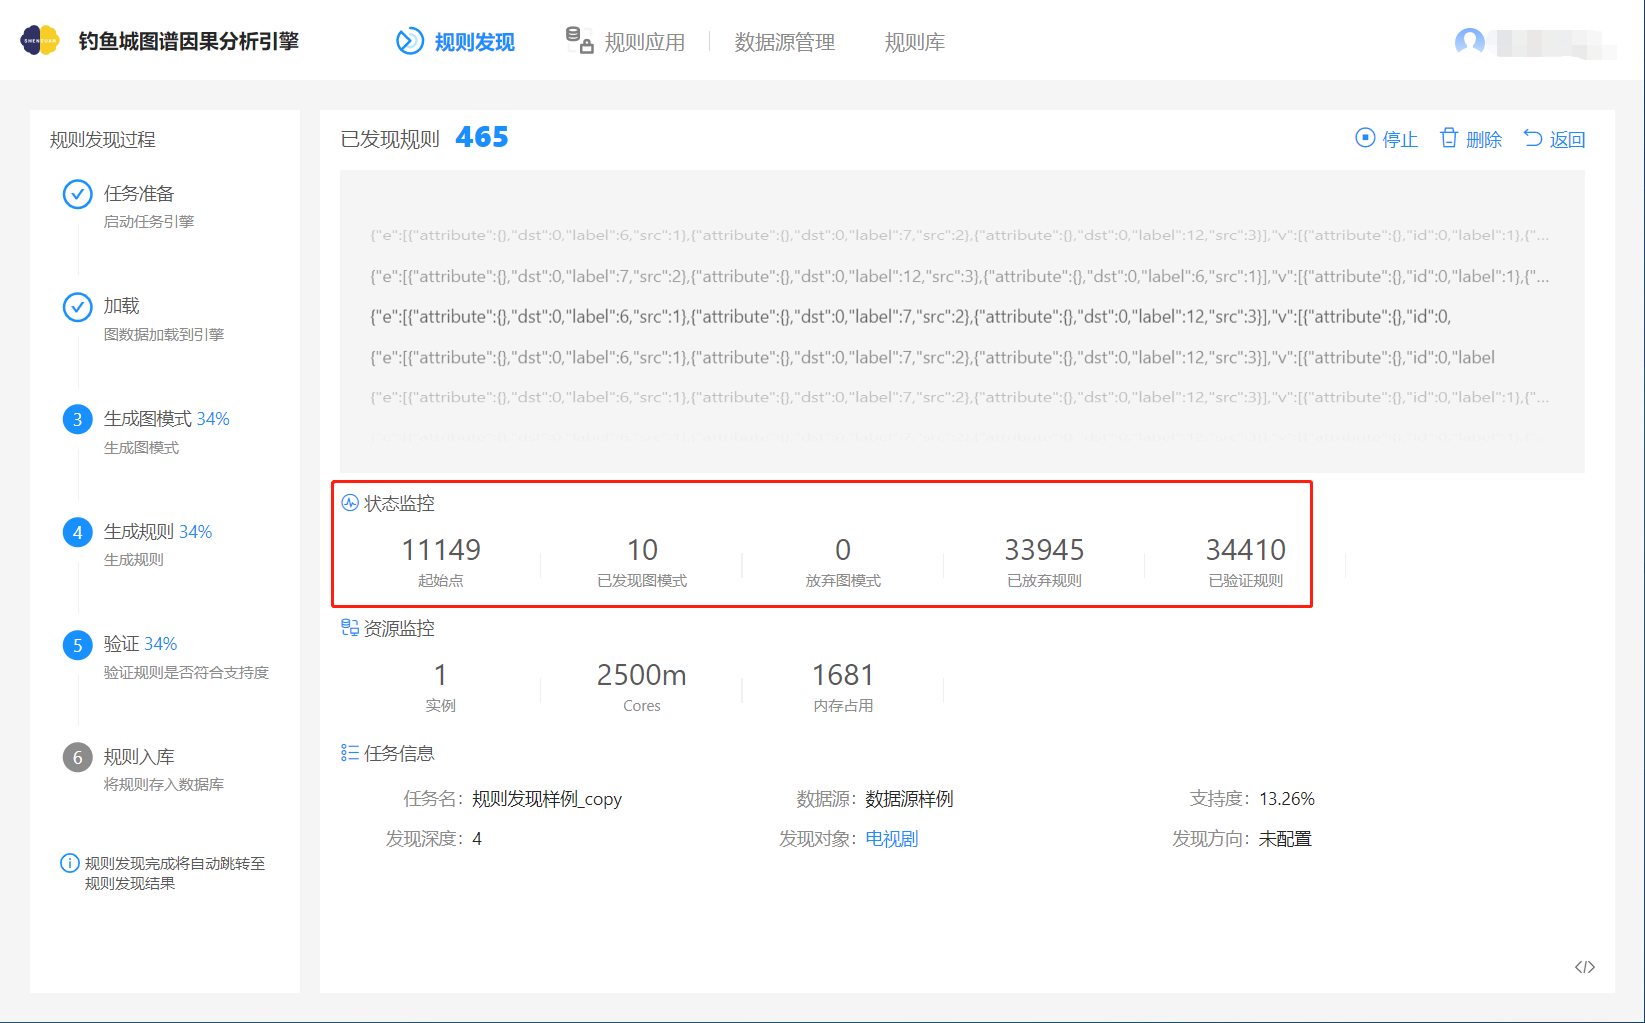 钓鱼城图谱因果分析引擎
规则发现
规则应用
数据源管理
规则库
规则发现过程
任务准备
启动任务引擎
加载
图数据加载到引擎
3 生成图模式 34%
生成图模式
4 生成规则 34%
生成规则
5 验证 34%
验证规则是否符合支持度
6 规则入库
将规则存入数据库
规则发现完成将自动跳转至
规则发现结果
已发现规则 465
停止 删除 返回
{"e":[{"attribute":{},"dst":0,"label":6,"src":1},{"attribute":{},"dst":0,"label":7,"src":2},{"attribute":{},"dst":0,"label":12,"src":3}],"v":[{"attribute":{},"id":0,"label":1},{"...
{"e":[{"attribute":{},"dst":0,"label":7,"src":2},{"attribute":{},"dst":0,"label":12,"src":3},{"attribute":{},"dst":0,"label":6,"src":1}],"v":[{"attribute":{},"id":0,"label":1},{"...
{"e":[{"attribute":{},"dst":0,"label":6,"src":1},{"attribute":{},"dst":0,"label":7,"src":2},{"attribute":{},"dst":0,"label":12,"src":3}],"v":[{"attribute":{},"id":0,
{"e":[{"attribute":{},"dst":0,"label":6,"src":1},{"attribute":{},"dst":0,"label":7,"src":2},{"attribute":{},"dst":0,"label":12,"src":3}],"v":[{"attribute":{},"id":0,"label
{"e":[{"attribute":{},"dst":0,"label":6,"src":1},{"attribute":{},"dst":0,"label":7,"src":2},{"attribute":{},"dst":0,"label":12,"src":3}],"v":[{"attribute":{},"id":0,"label":1},{"...
状态监控
11149 10 0 33945 34410
起始点 已发现图模式 放弃图模式 已放弃规则 已验证规则
资源监控
1 2500m 1681
实例 Cores 内存占用
任务信息
任务名: 规则发现样例_copy 数据源: 数据源样例 支持度: 13.26%
发现深度: 4 发现对象: 电视剧 发现方向: 未配置
</>